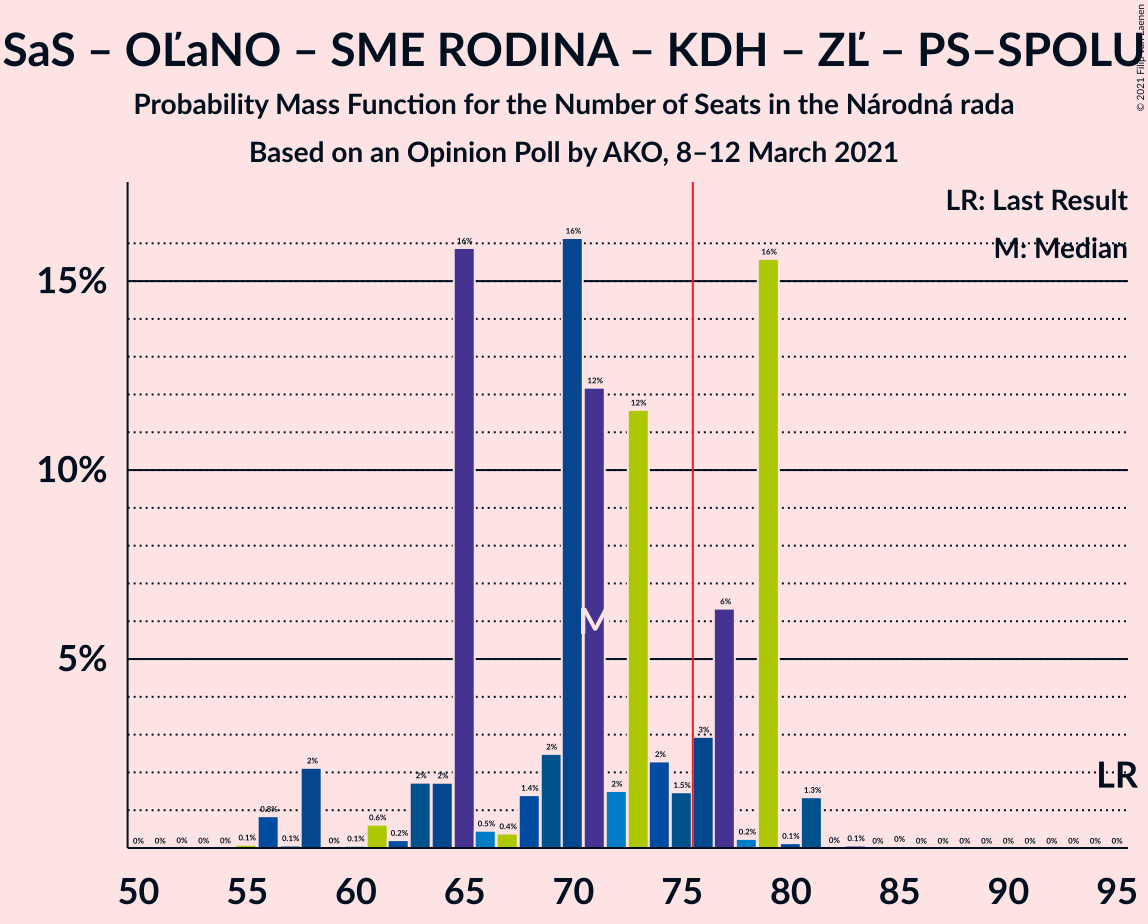 SaS – OĽaNO – SME RODINA – KDH – ZĽ – PS–SPOLU
Probability Mass Function for the Number of Seats in the Národná rada
Based on an Opinion Poll by AKO, 8–12 March 2021
© 2021 Filip van Laenen
LR: Last Result
M: Median
15%
10%
5%
0% 0% 0% 0% 0% 0.1% 0.8% 0.1% 2% 0% 0.1% 0.6% 0.2% 2% 2% 16% 0.5% 0.4% 1.4% 2% 16% 12% 2% 12% 2% 1.5% 3% 6% 0.2% 16% 0.1% 1.3% 0% 0.1% 0% 0% 0% 0% 0% 0% 0% 0% 0% 0% 0% 0%
M
LR
50 55 60 65 70 75 80 85 90 95